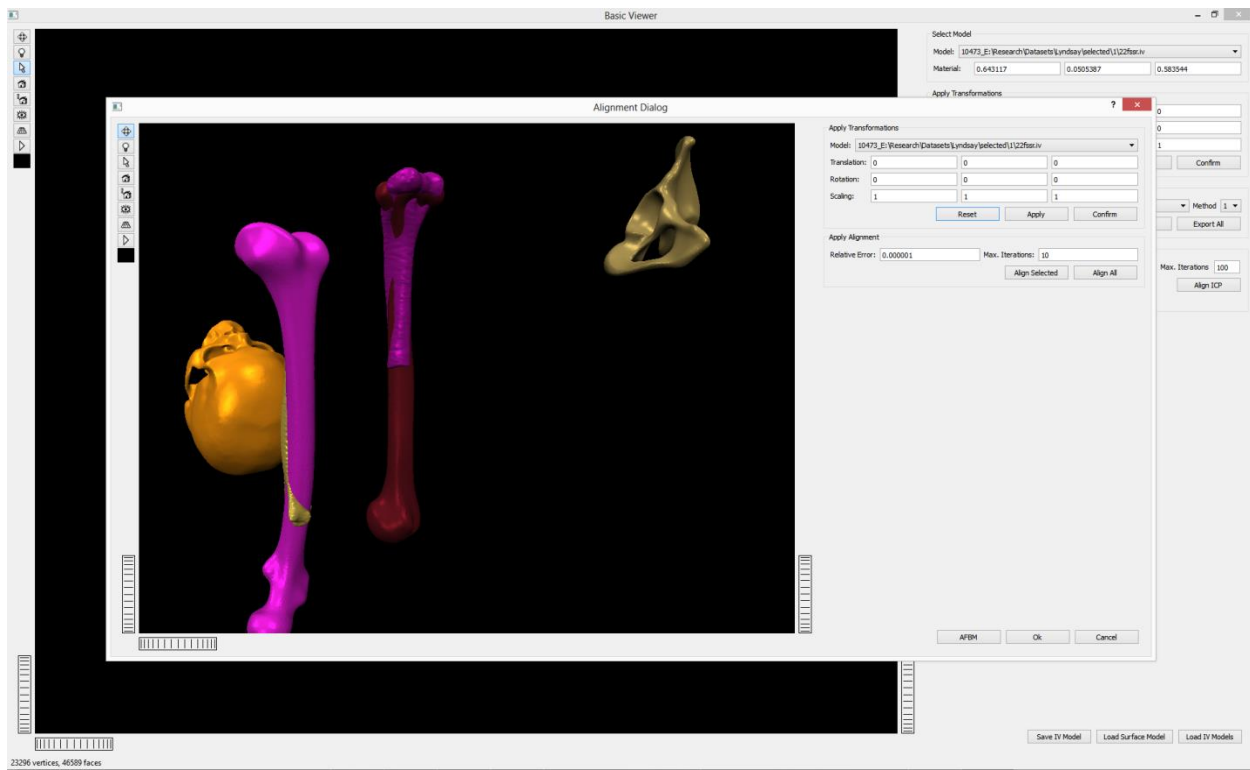 Basic Viewer
Select Model
Model: 10473_E:\Research\Datasets\Lyndsay\selected\1\22fssr.iv
Material: 0.643117 0.0505387 0.583544
Apply Transformations
0
0
1
Confirm
Method 1
Export All
Max. Iterations 100
Align ICP
Alignment Dialog
?
Apply Transformations
Model: 10473_E:\Research\Datasets\Lyndsay\selected\1\22fssr.iv
Translation: 0 0 0
Rotation: 0 0 0
Scaling: 1 1 1
Reset Apply Confirm
Apply Alignment
Relative Error: 0.000001 Max. Iterations: 10
Align Selected Align All
AFBM Ok Cancel
Save IV Model Load Surface Model Load IV Models
23296 vertices, 46589 faces